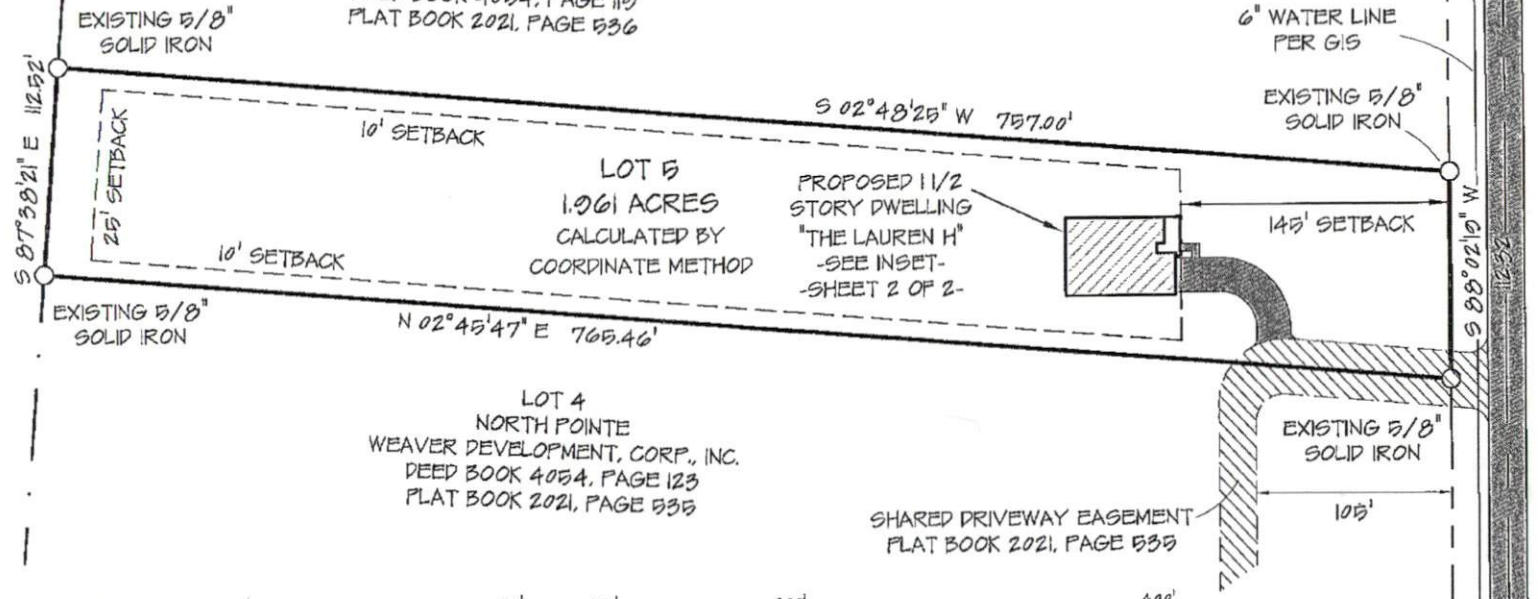 PLAT BOOK 2021, PAGE 536
EXISTING 5/8"
SOLID IRON
6" WATER LINE
PER GIS
S 87°38'21" E 112.52'
EXISTING 5/8"
SOLID IRON
S 02°48'25" W 757.00'
10' SETBACK
25' SETBACK
LOT 5
1.961 ACRES
CALCULATED BY
COORDINATE METHOD
PROPOSED 1 1/2
STORY DWELLING
"THE LAUREN H"
-SEE INSET-
-SHEET 2 OF 2-
145' SETBACK
S 88°02'19" W
10' SETBACK
EXISTING 5/8"
SOLID IRON
N 02°45'47" E 765.46'
LOT 4
NORTH POINTE
WEAVER DEVELOPMENT, CORP., INC.
DEED BOOK 4054, PAGE 123
PLAT BOOK 2021, PAGE 535
EXISTING 5/8"
SOLID IRON
SHARED DRIVEWAY EASEMENT
PLAT BOOK 2021, PAGE 535
105'